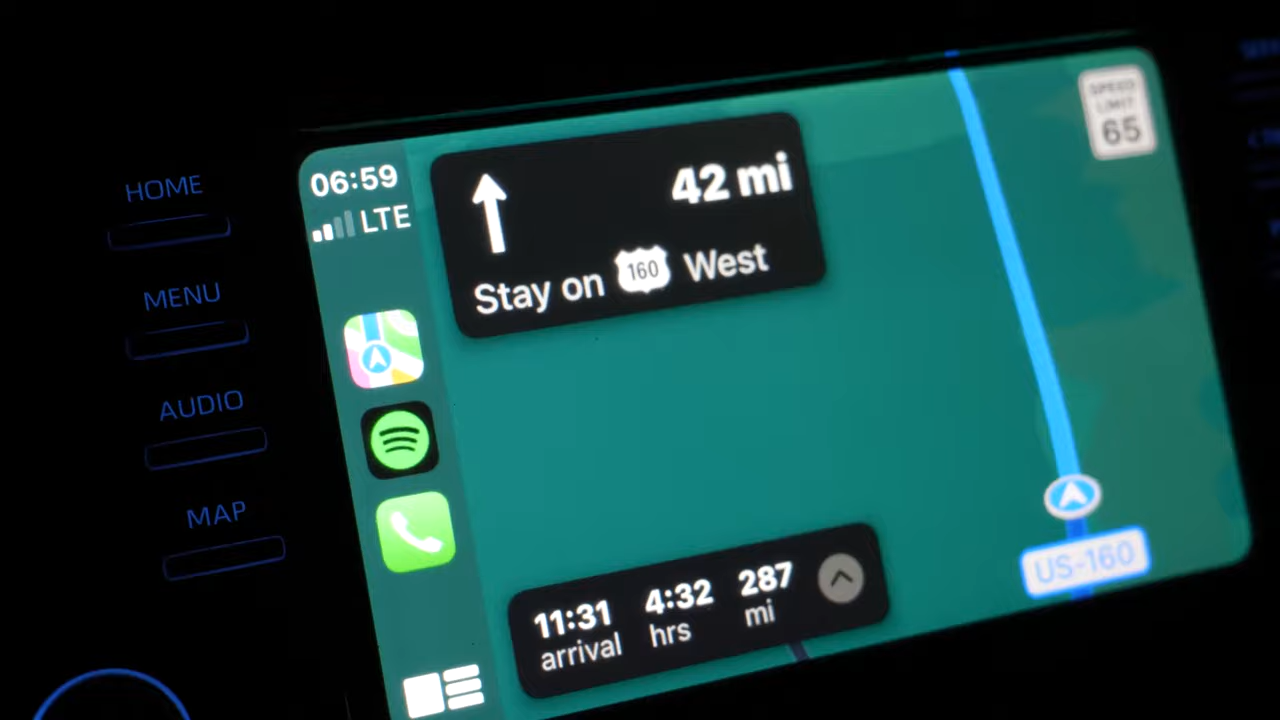 HOME
MENU
AUDIO
MAP
06:59
LTE
42 mi
Stay on 160 West
SPEED
LIMIT
65
US-160
11:31 4:32 287
arrival hrs mi